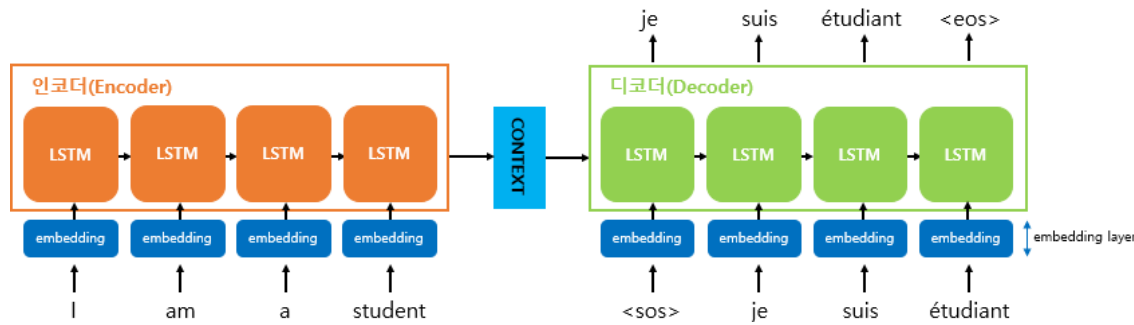 je suis étudiant <eos>
인코더(Encoder)
디코더(Decoder)
LSTM LSTM LSTM LSTM
CONTEXT
LSTM LSTM LSTM LSTM
embedding embedding embedding embedding
embedding embedding embedding embedding
embedding layer
I am a student
<sos> je suis étudiant